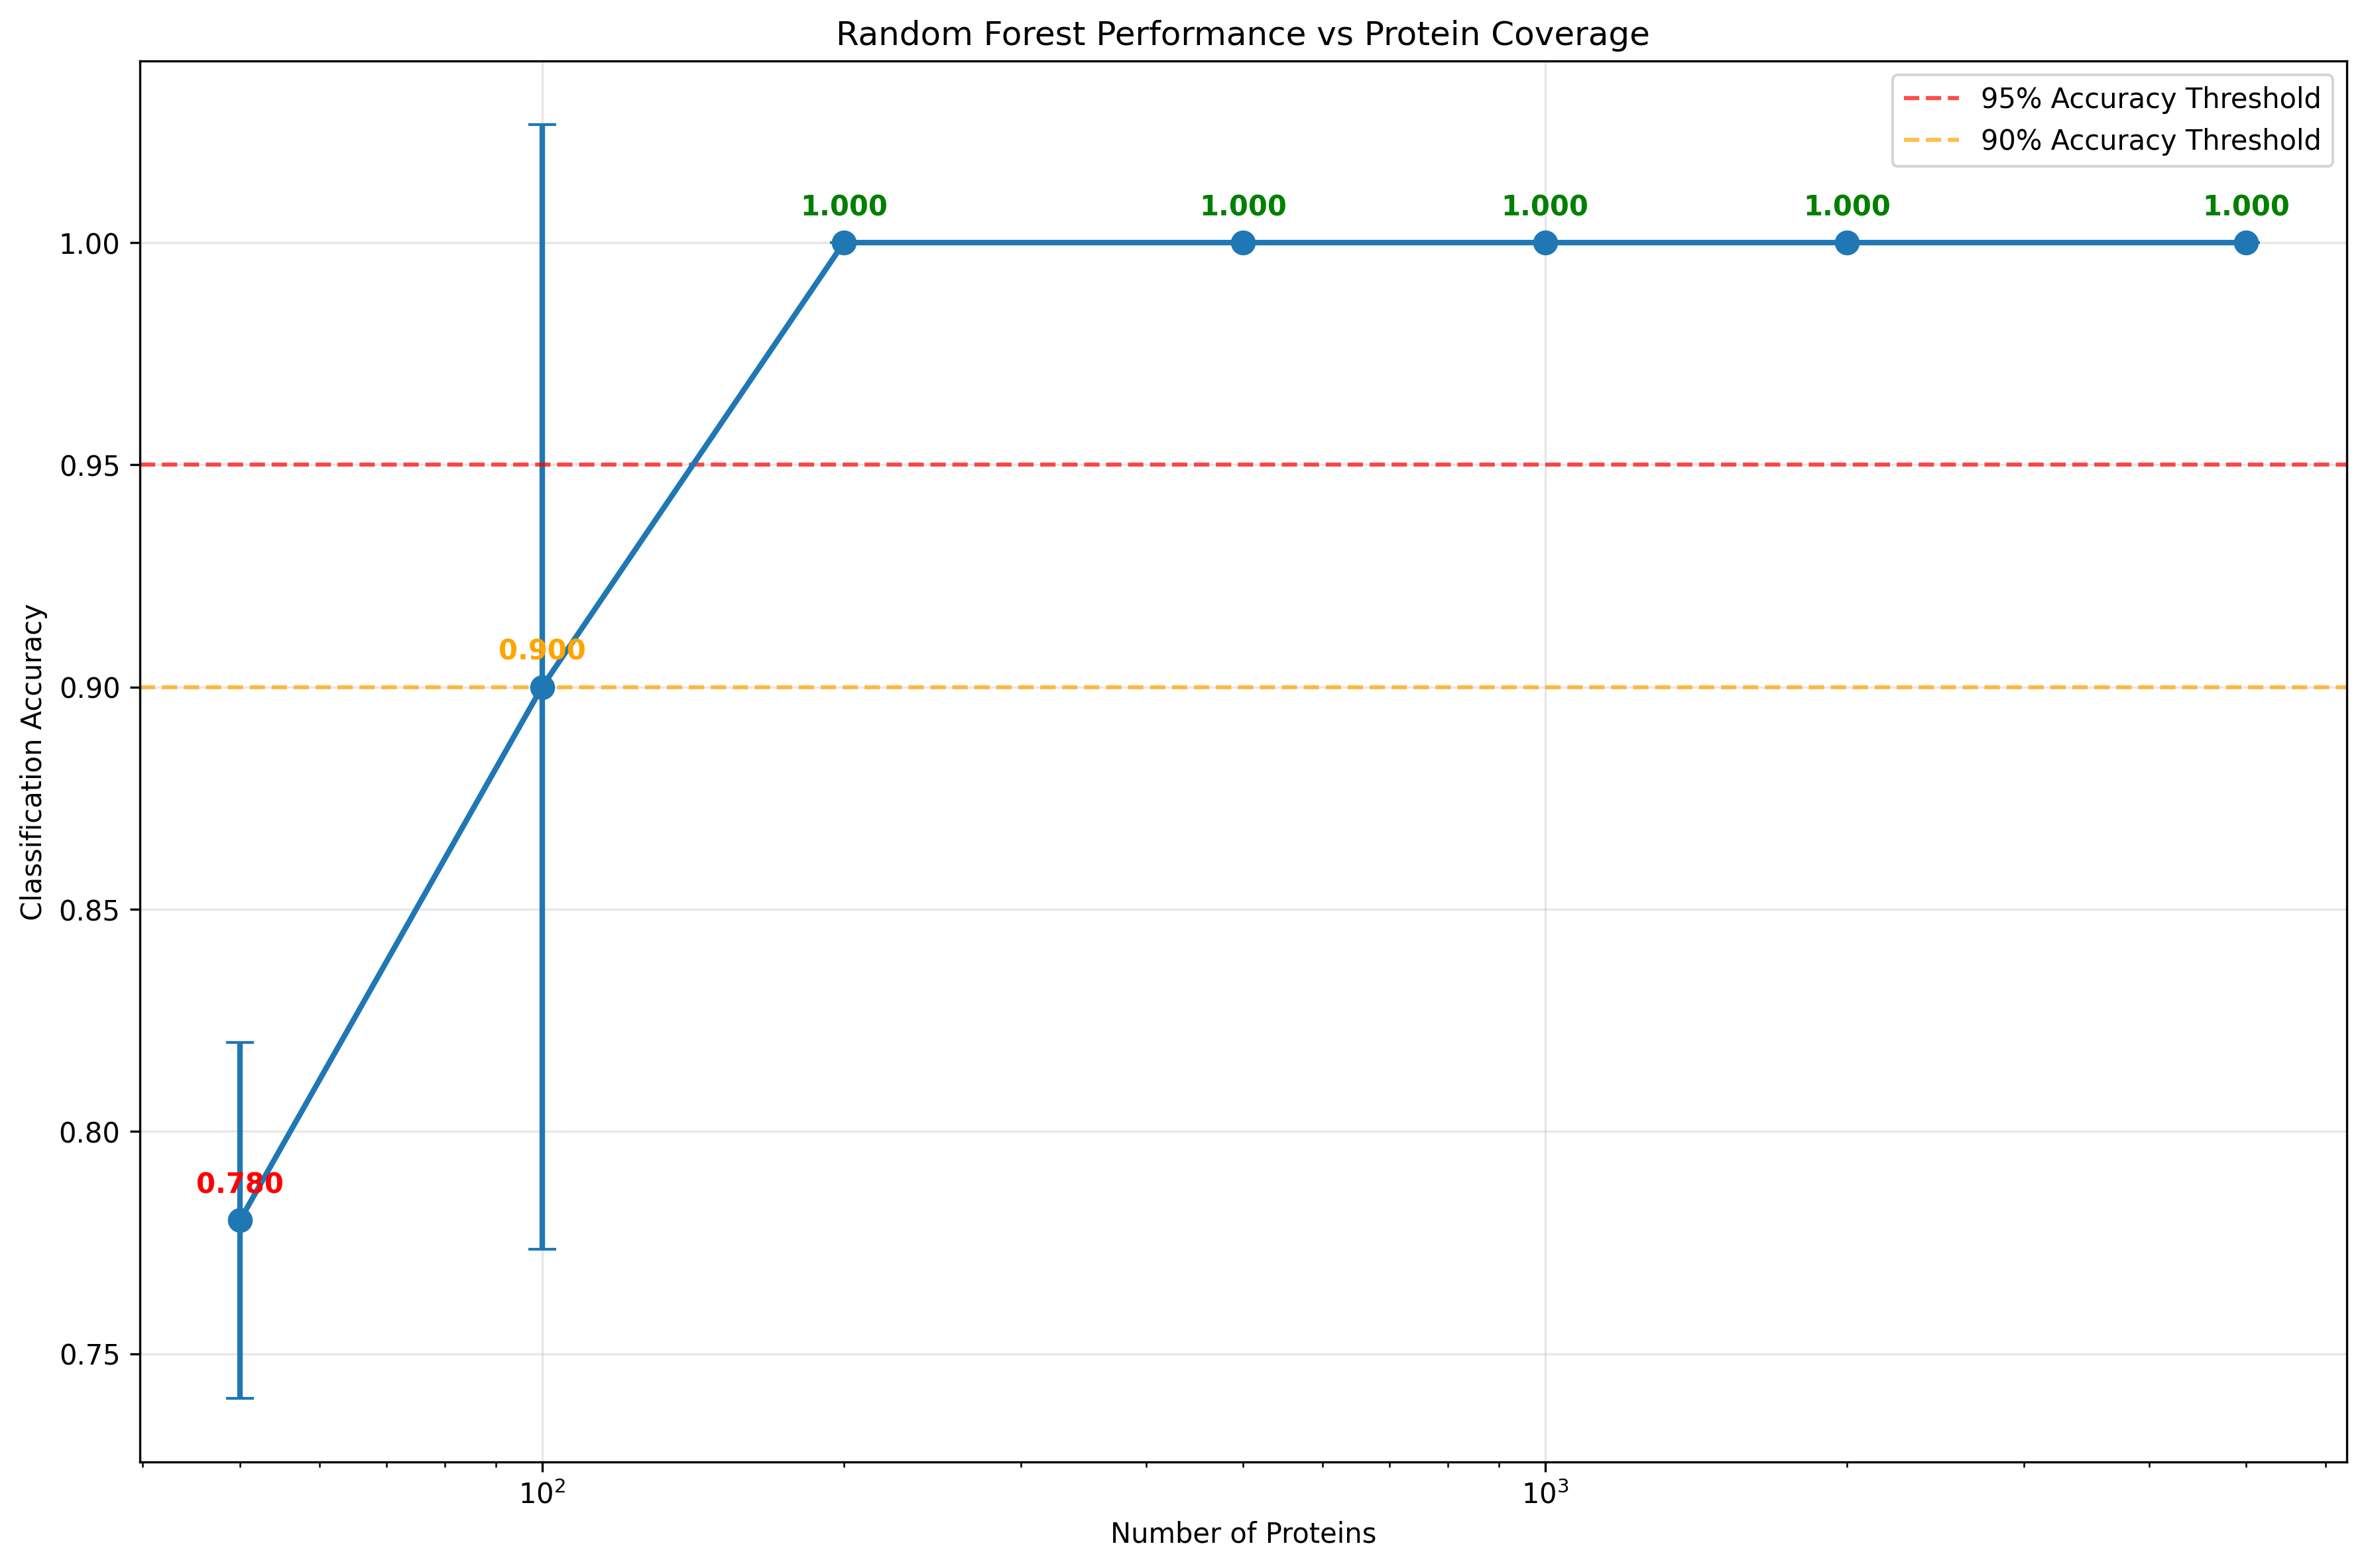 Random Forest Performance vs Protein Coverage
95% Accuracy Threshold
90% Accuracy Threshold
1.000 1.000 1.000 1.000 1.000
0.900
0.780
Classification Accuracy
1.00
0.95
0.90
0.85
0.80
0.75
10² 10³
Number of Proteins